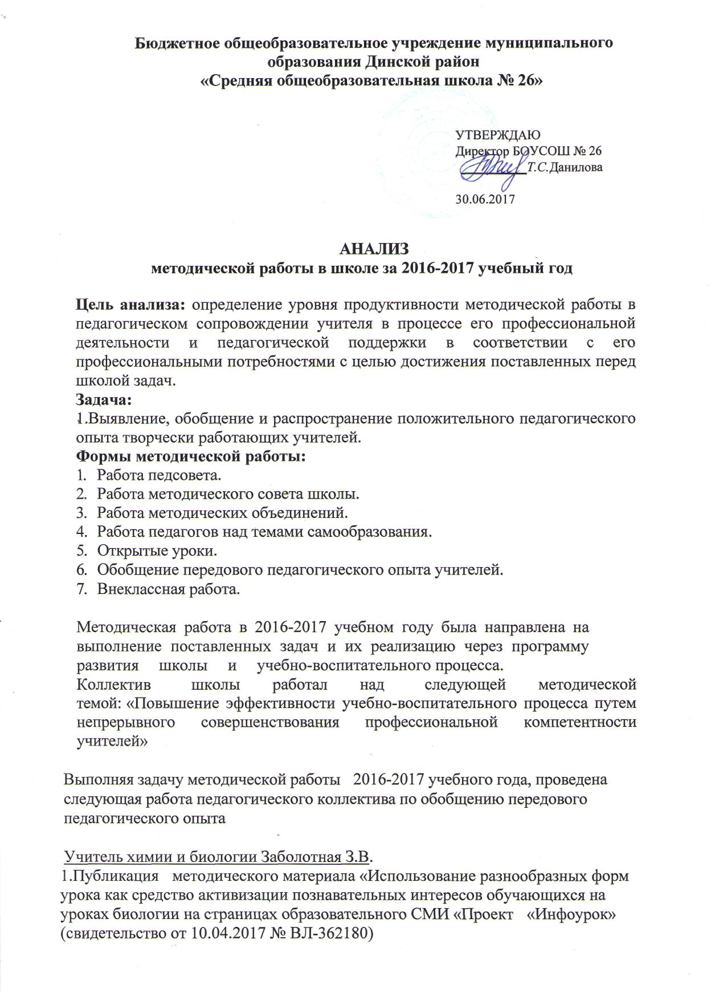 Бюджетное общеобразовательное учреждение муниципального
образования Динской район
«Средняя общеобразовательная школа № 26»
УТВЕРЖДАЮ
Директор БОУСОШ № 26
Т.С.Данилова
30.06.2017
АНАЛИЗ
методической работы в школе за 2016-2017 учебный год
Цель анализа: определение уровня продуктивности методической работы в
педагогическом сопровождении учителя в процессе его профессиональной
деятельности и педагогической поддержки в соответствии с его
профессиональными потребностями с целью достижения поставленных перед
школой задач.
Задача:
1.Выявление, обобщение и распространение положительного педагогического
опыта творчески работающих учителей.
Формы методической работы:
1. Работа педсовета.
2. Работа методического совета школы.
3. Работа методических объединений.
4. Работа педагогов над темами самообразования.
5. Открытые уроки.
6. Обобщение передового педагогического опыта учителей.
7. Внеклассная работа.
Методическая работа в 2016-2017 учебном году была направлена на
выполнение поставленных задач и их реализацию через программу
развития школы и учебно-воспитательного процесса.
Коллектив школы работал над следующей методической
темой: «Повышение эффективности учебно-воспитательного процесса путем
непрерывного совершенствования профессиональной компетентности
учителей»
Выполняя задачу методической работы 2016-2017 учебного года, проведена
следующая работа педагогического коллектива по обобщению передового
педагогического опыта
Учитель химии и биологии Заболотная З.В.
1.Публикация методического материала «Использование разнообразных форм
урока как средство активизации познавательных интересов обучающихся на
уроках биологии на страницах образовательного СМИ «Проект «Инфоурок»
(свидетельство от 10.04.2017 № ВЛ-362180)